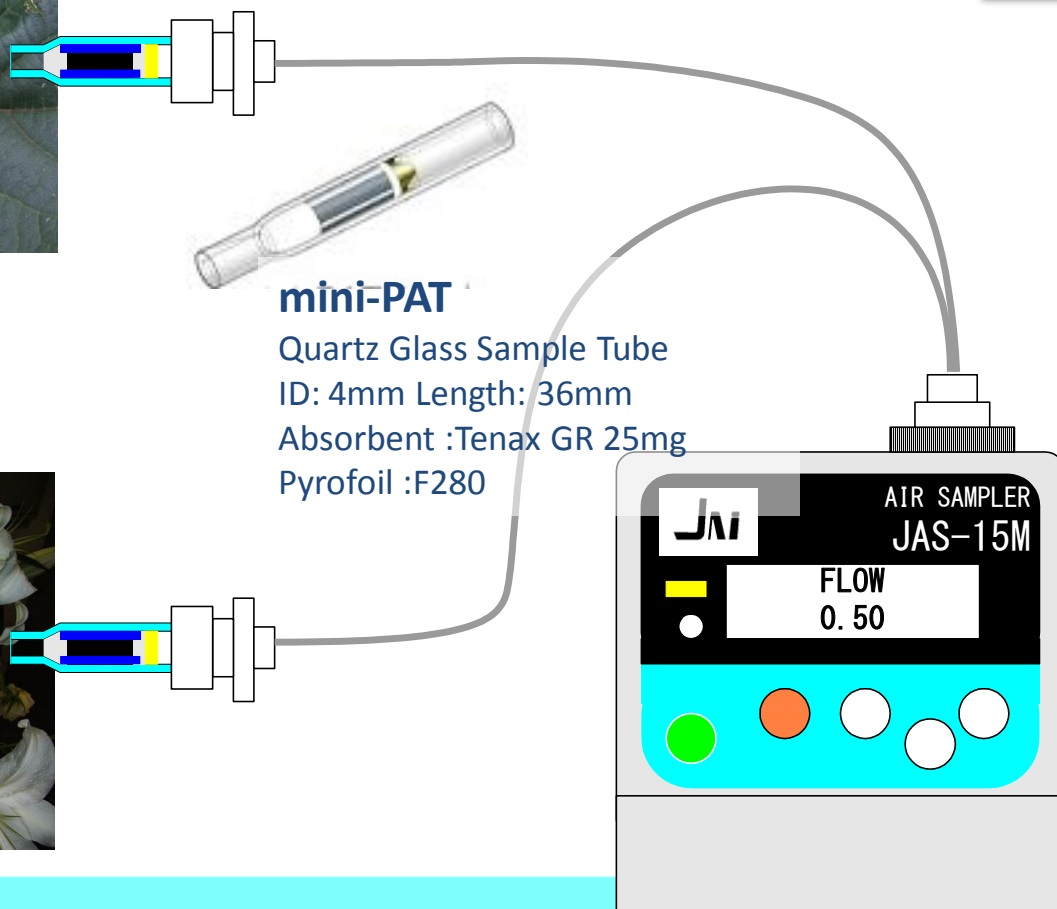 mini-PAT
Quartz Glass Sample Tube
ID: 4mm Length: 36mm
Absorbent :Tenax GR 25mg
Pyrofoil :F280
JAI
AIR SAMPLER
JAS-15M
FLOW
0.50